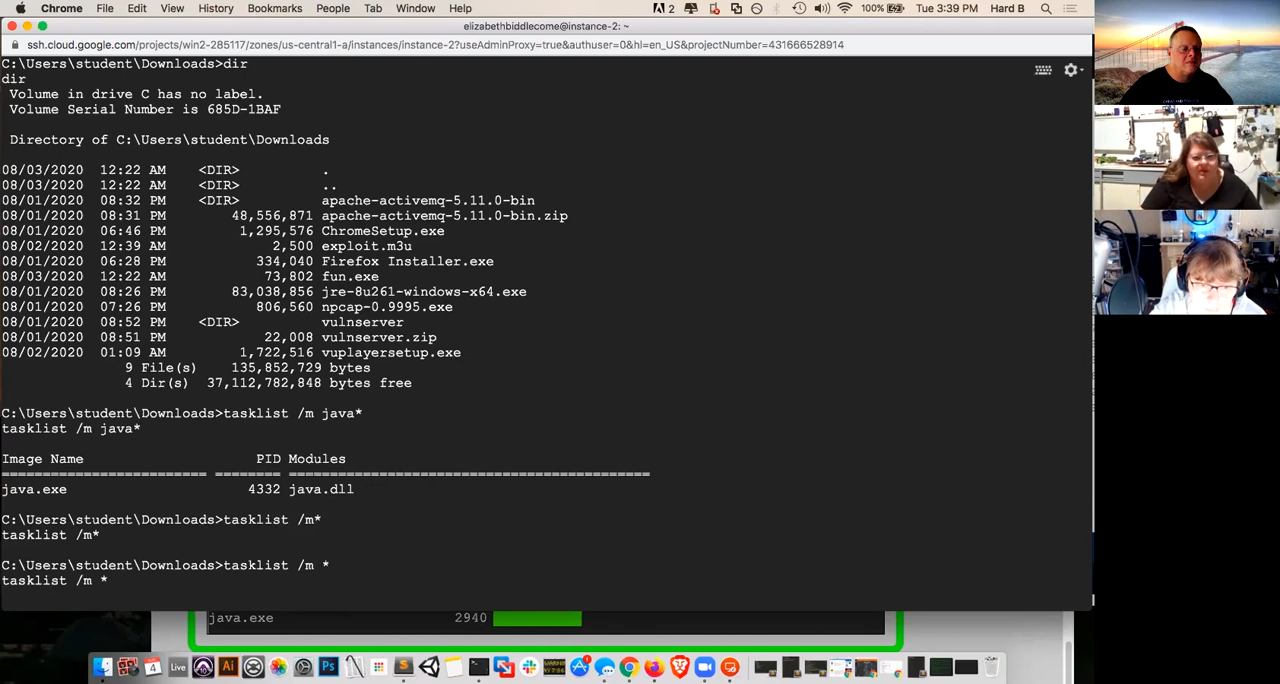 Chrome File Edit View History Bookmarks People Tab Window Help 2 100% Tue 3:39 PM Hard B
elizabethbiddlecome@instance-2: ~
ssh.cloud.google.com/projects/win2-285117/zones/us-central1-a/instances/instance-2?useAdminProxy=true&authuser=0&hl=en_US&projectNumber=431666528914
C:\Users\student\Downloads>dir
dir
Volume in drive C has no label.
Volume Serial Number is 685D-1BAF
Directory of C:\Users\student\Downloads
08/03/2020 12:22 AM <DIR> .
08/03/2020 12:22 AM <DIR> ..
08/01/2020 08:32 PM <DIR> apache-activemq-5.11.0-bin
08/01/2020 08:31 PM 48,556,871 apache-activemq-5.11.0-bin.zip
08/01/2020 06:46 PM 1,295,576 ChromeSetup.exe
08/02/2020 12:39 AM 2,500 exploit.m3u
08/01/2020 06:28 PM 334,040 Firefox Installer.exe
08/03/2020 12:22 AM 73,802 fun.exe
08/01/2020 08:26 PM 83,038,856 jre-8u261-windows-x64.exe
08/01/2020 07:26 PM 806,560 npcap-0.9995.exe
08/01/2020 08:52 PM <DIR> vulnserver
08/01/2020 08:51 PM 22,008 vulnserver.zip
08/02/2020 01:09 AM 1,722,516 vuplayersetup.exe
9 File(s) 135,852,729 bytes
4 Dir(s) 37,112,782,848 bytes free
C:\Users\student\Downloads>tasklist /m java*
tasklist /m java*
Image Name PID Modules
========================= ======== ============================================
java.exe 4332 java.dll
C:\Users\student\Downloads>tasklist /m*
tasklist /m*
C:\Users\student\Downloads>tasklist /m *
tasklist /m *
java.exe 2940
4 Live Ai Ps